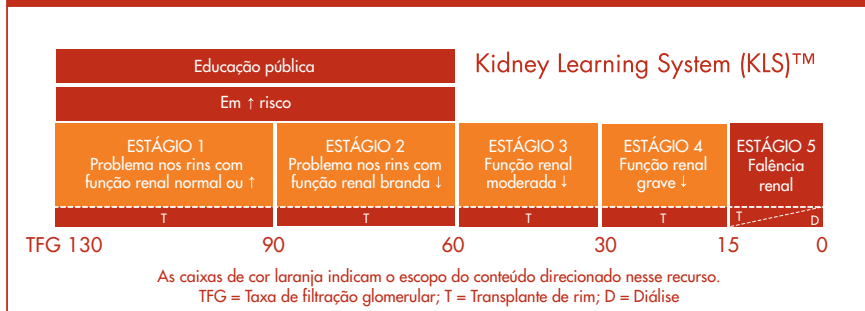 Kidney Learning System (KLS)™
Educação pública
Em ↑ risco
ESTÁGIO 1
Problema nos rins com
função renal normal ou ↑
ESTÁGIO 2
Problema nos rins com
função renal branda ↓
ESTÁGIO 3
Função renal
moderada ↓
ESTÁGIO 4
Função renal
grave ↓
ESTÁGIO 5
Falência
renal
T T T T T D
TFG 130 90 60 30 15 0
As caixas de cor laranja indicam o escopo do conteúdo direcionado nesse recurso.
TFG = Taxa de filtração glomerular; T = Transplante de rim; D = Diálise